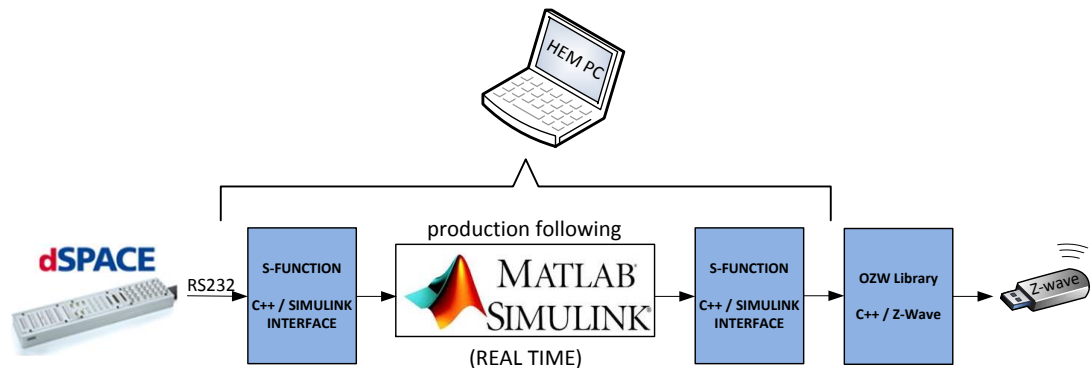 HEM PC
production following
dSPACE
RS232
S-FUNCTION
C++ / SIMULINK
INTERFACE
MATLAB
SIMULINK®
(REAL TIME)
S-FUNCTION
C++ / SIMULINK
INTERFACE
OZW Library
C++ / Z-Wave
Z-wave